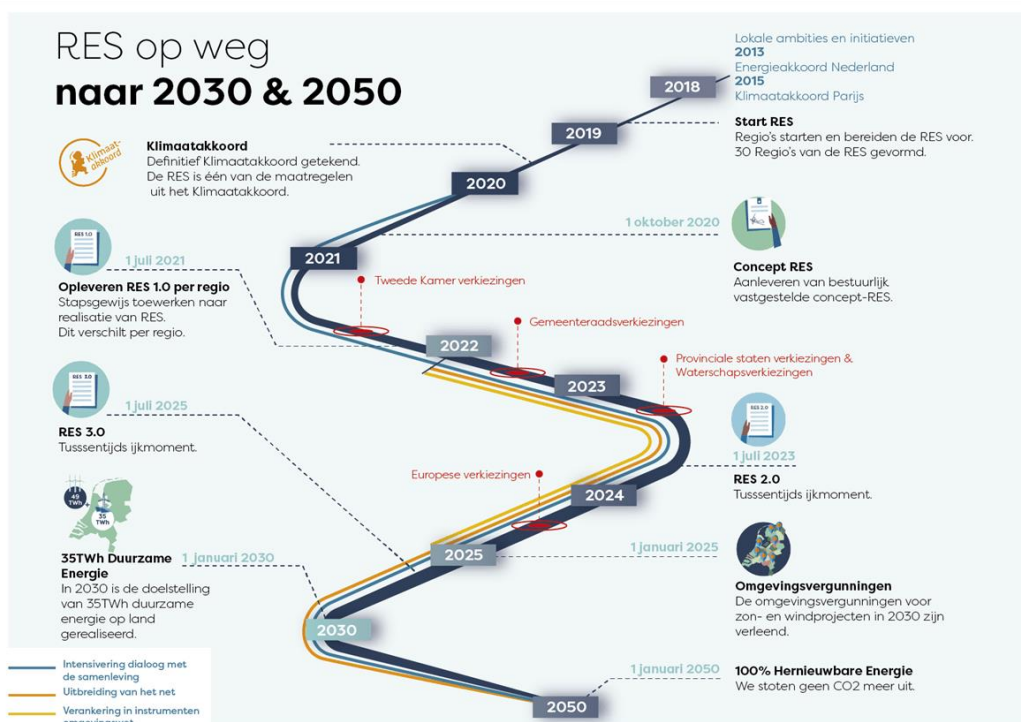 RES op weg
naar 2030 & 2050
Lokale ambities en initiatieven
2013
Energieakkoord Nederland
2015
Klimaatakkoord Parijs
2018
Start RES
Regio's starten en bereiden de RES voor.
30 Regio's van de RES gevormd.
2019
Klimaat-
akkoord
Klimaatakkoord
Definitief Klimaatakkoord getekend.
De RES is één van de maatregelen
uit het Klimaatakkoord.
2020
1 oktober 2020
Concept RES
Aanleveren van bestuurlijk
vastgestelde concept-RES.
2021
RES 1.0
1 juli 2021
Opleveren RES 1.0 per regio
Stapsgewijs toewerken naar
realisatie van RES.
Dit verschilt per regio.
Tweede Kamer verkiezingen
2022
Gemeenteraadsverkiezingen
2023
Provinciale staten verkiezingen &
Waterschapsverkiezingen
RES 2.0
1 juli 2023
RES 2.0
Tusssentijds ijkmoment.
RES 3.0
1 juli 2025
RES 3.0
Tusssentijds ijkmoment.
Europese verkiezingen
2024
2025
1 januari 2025
Omgevingsvergunningen
De omgevingsvergunningen voor
zon- en windprojecten in 2030 zijn
verleend.
49
TWh
+
35
TWh
35TWh Duurzame
Energie
1 januari 2030
In 2030 is de doelstelling
van 35TWh duurzame
energie op land
gerealiseerd.
2030
1 januari 2050
100% Hernieuwbare Energie
We stoten geen CO2 meer uit.
2050
Intensivering dialoog met
de samenleving
Uitbreiding van het net
Verankering in instrumenten